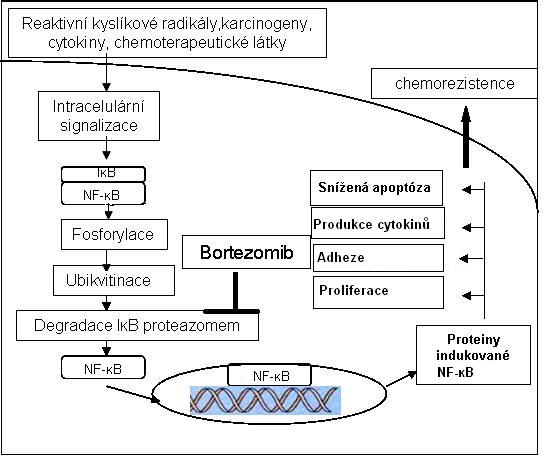 Reaktivní kyslíkové radikály,karcinogeny,
cytokiny, chemoterapeutické látky
chemorezistence
Intracelulární
signalizace
IκB
NF-κB
Fosforylace
Ubikvitinace
Degradace IκB proteazomem
NF-κB
Bortezomib
NF-κB
Proteiny
indukované
NF-κB
Snížená apoptóza
Produkce cytokinů
Adheze
Proliferace